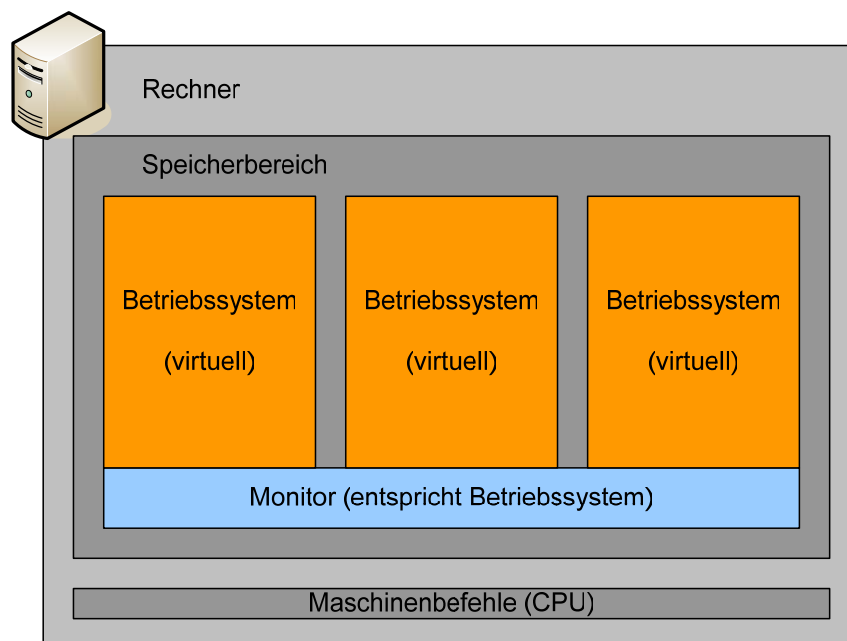 Rechner
Speicherbereich
Betriebssystem
(virtuell)
Betriebssystem
(virtuell)
Betriebssystem
(virtuell)
Monitor (entspricht Betriebssystem)
Maschinenbefehle (CPU)